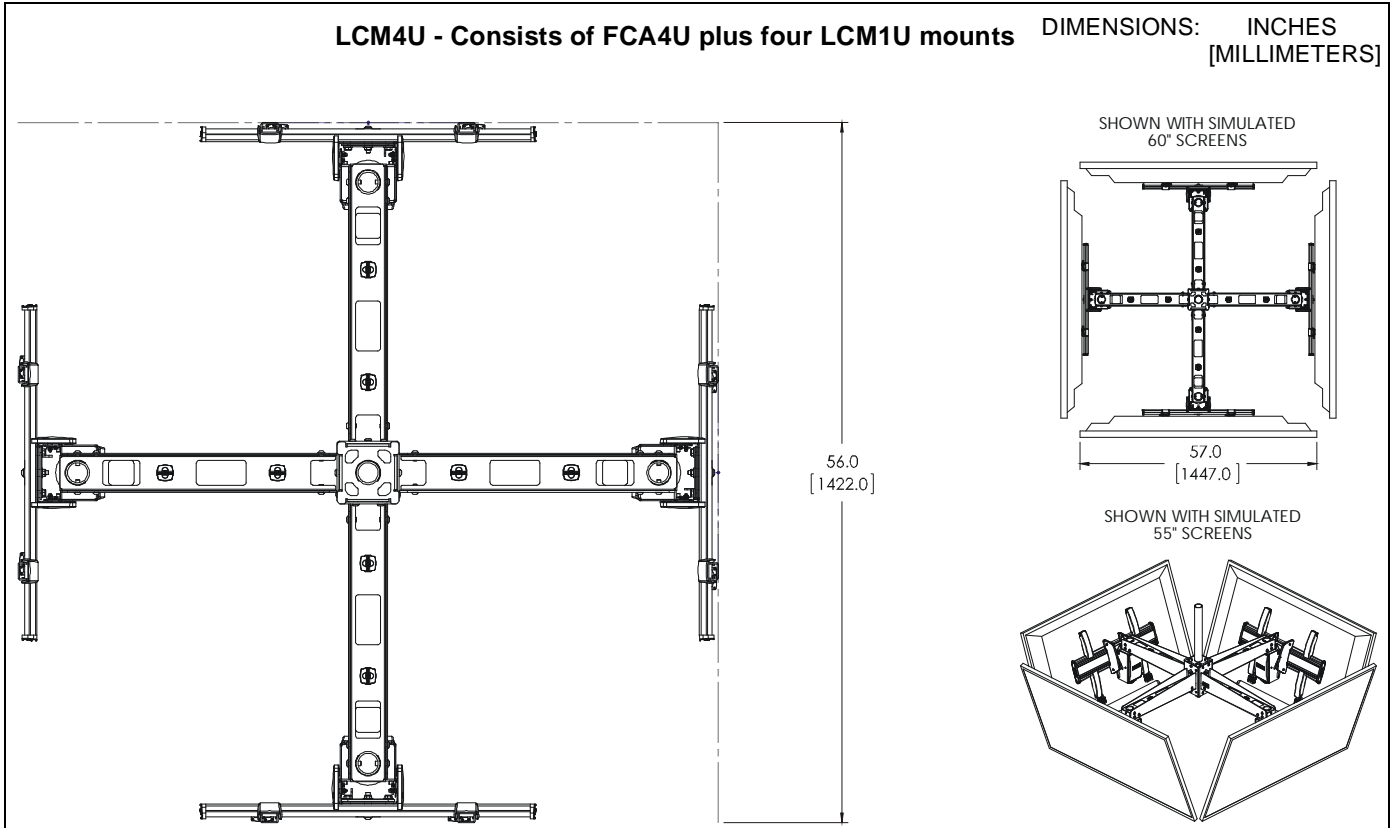 LCM4U - Consists of FCA4U plus four LCM1U mounts
DIMENSIONS: INCHES
[MILLIMETERS]
SHOWN WITH SIMULATED
60" SCREENS
56.0
[1422.0]
57.0
[1447.0]
SHOWN WITH SIMULATED
55" SCREENS